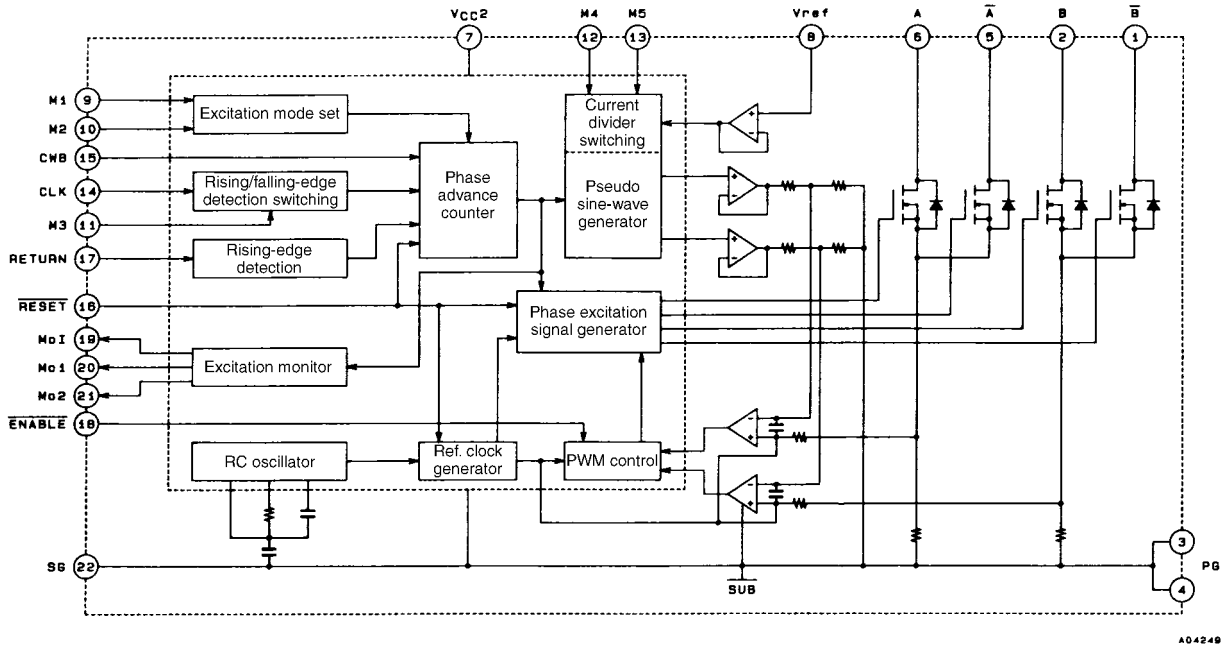 VCC2 M4 M5 Vref A A̅ B B̅
7 12 13 8 6 5 2 1
M1 9
M2 10
CWB 15
CLK 14
M3 11
RETURN 17
R̅E̅S̅E̅T̅ 16
MoI 19
Mo1 20
Mo2 21
E̅N̅A̅B̅L̅E̅ 18
SG 22
Excitation mode set
Rising/falling-edge
detection switching
Rising-edge
detection
Phase
advance
counter
Current
divider
switching
Pseudo
sine-wave
generator
+
-
+
-
+
-
Phase excitation
signal generator
Excitation monitor
RC oscillator
Ref. clock
generator
PWM control
-
+
-
+
S̅U̅B̅
3
PG
4
A04249